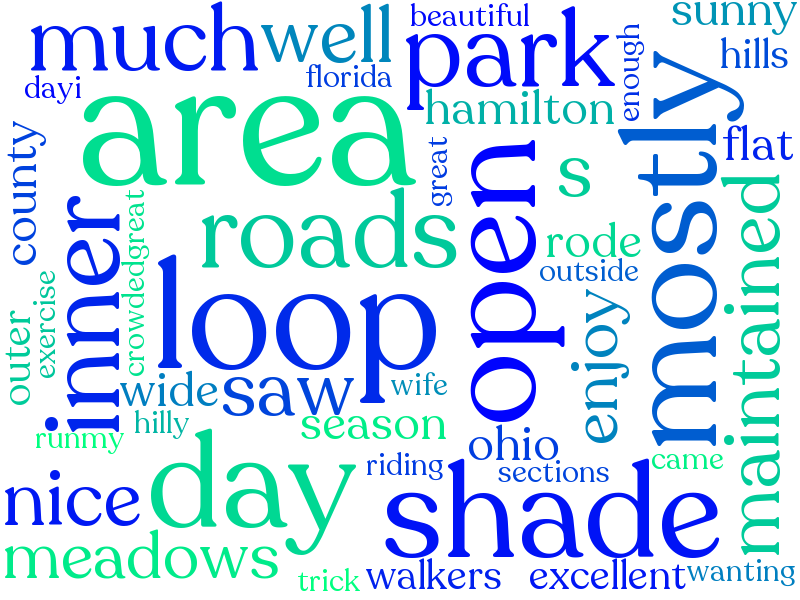 much
well
beautiful
park
sunny
hills
enough
dayi
florida
area
hamilton
mostly
flat
county
great
s
open
inner
crowdedgreat
roads
rode
outside
maintained
loop
outer
exercise
enjoy
wide
saw
wife
hilly
season
runmy
ohio
day
riding
sections
came
nice
shade
meadows
trick
walkers
excellent
wanting